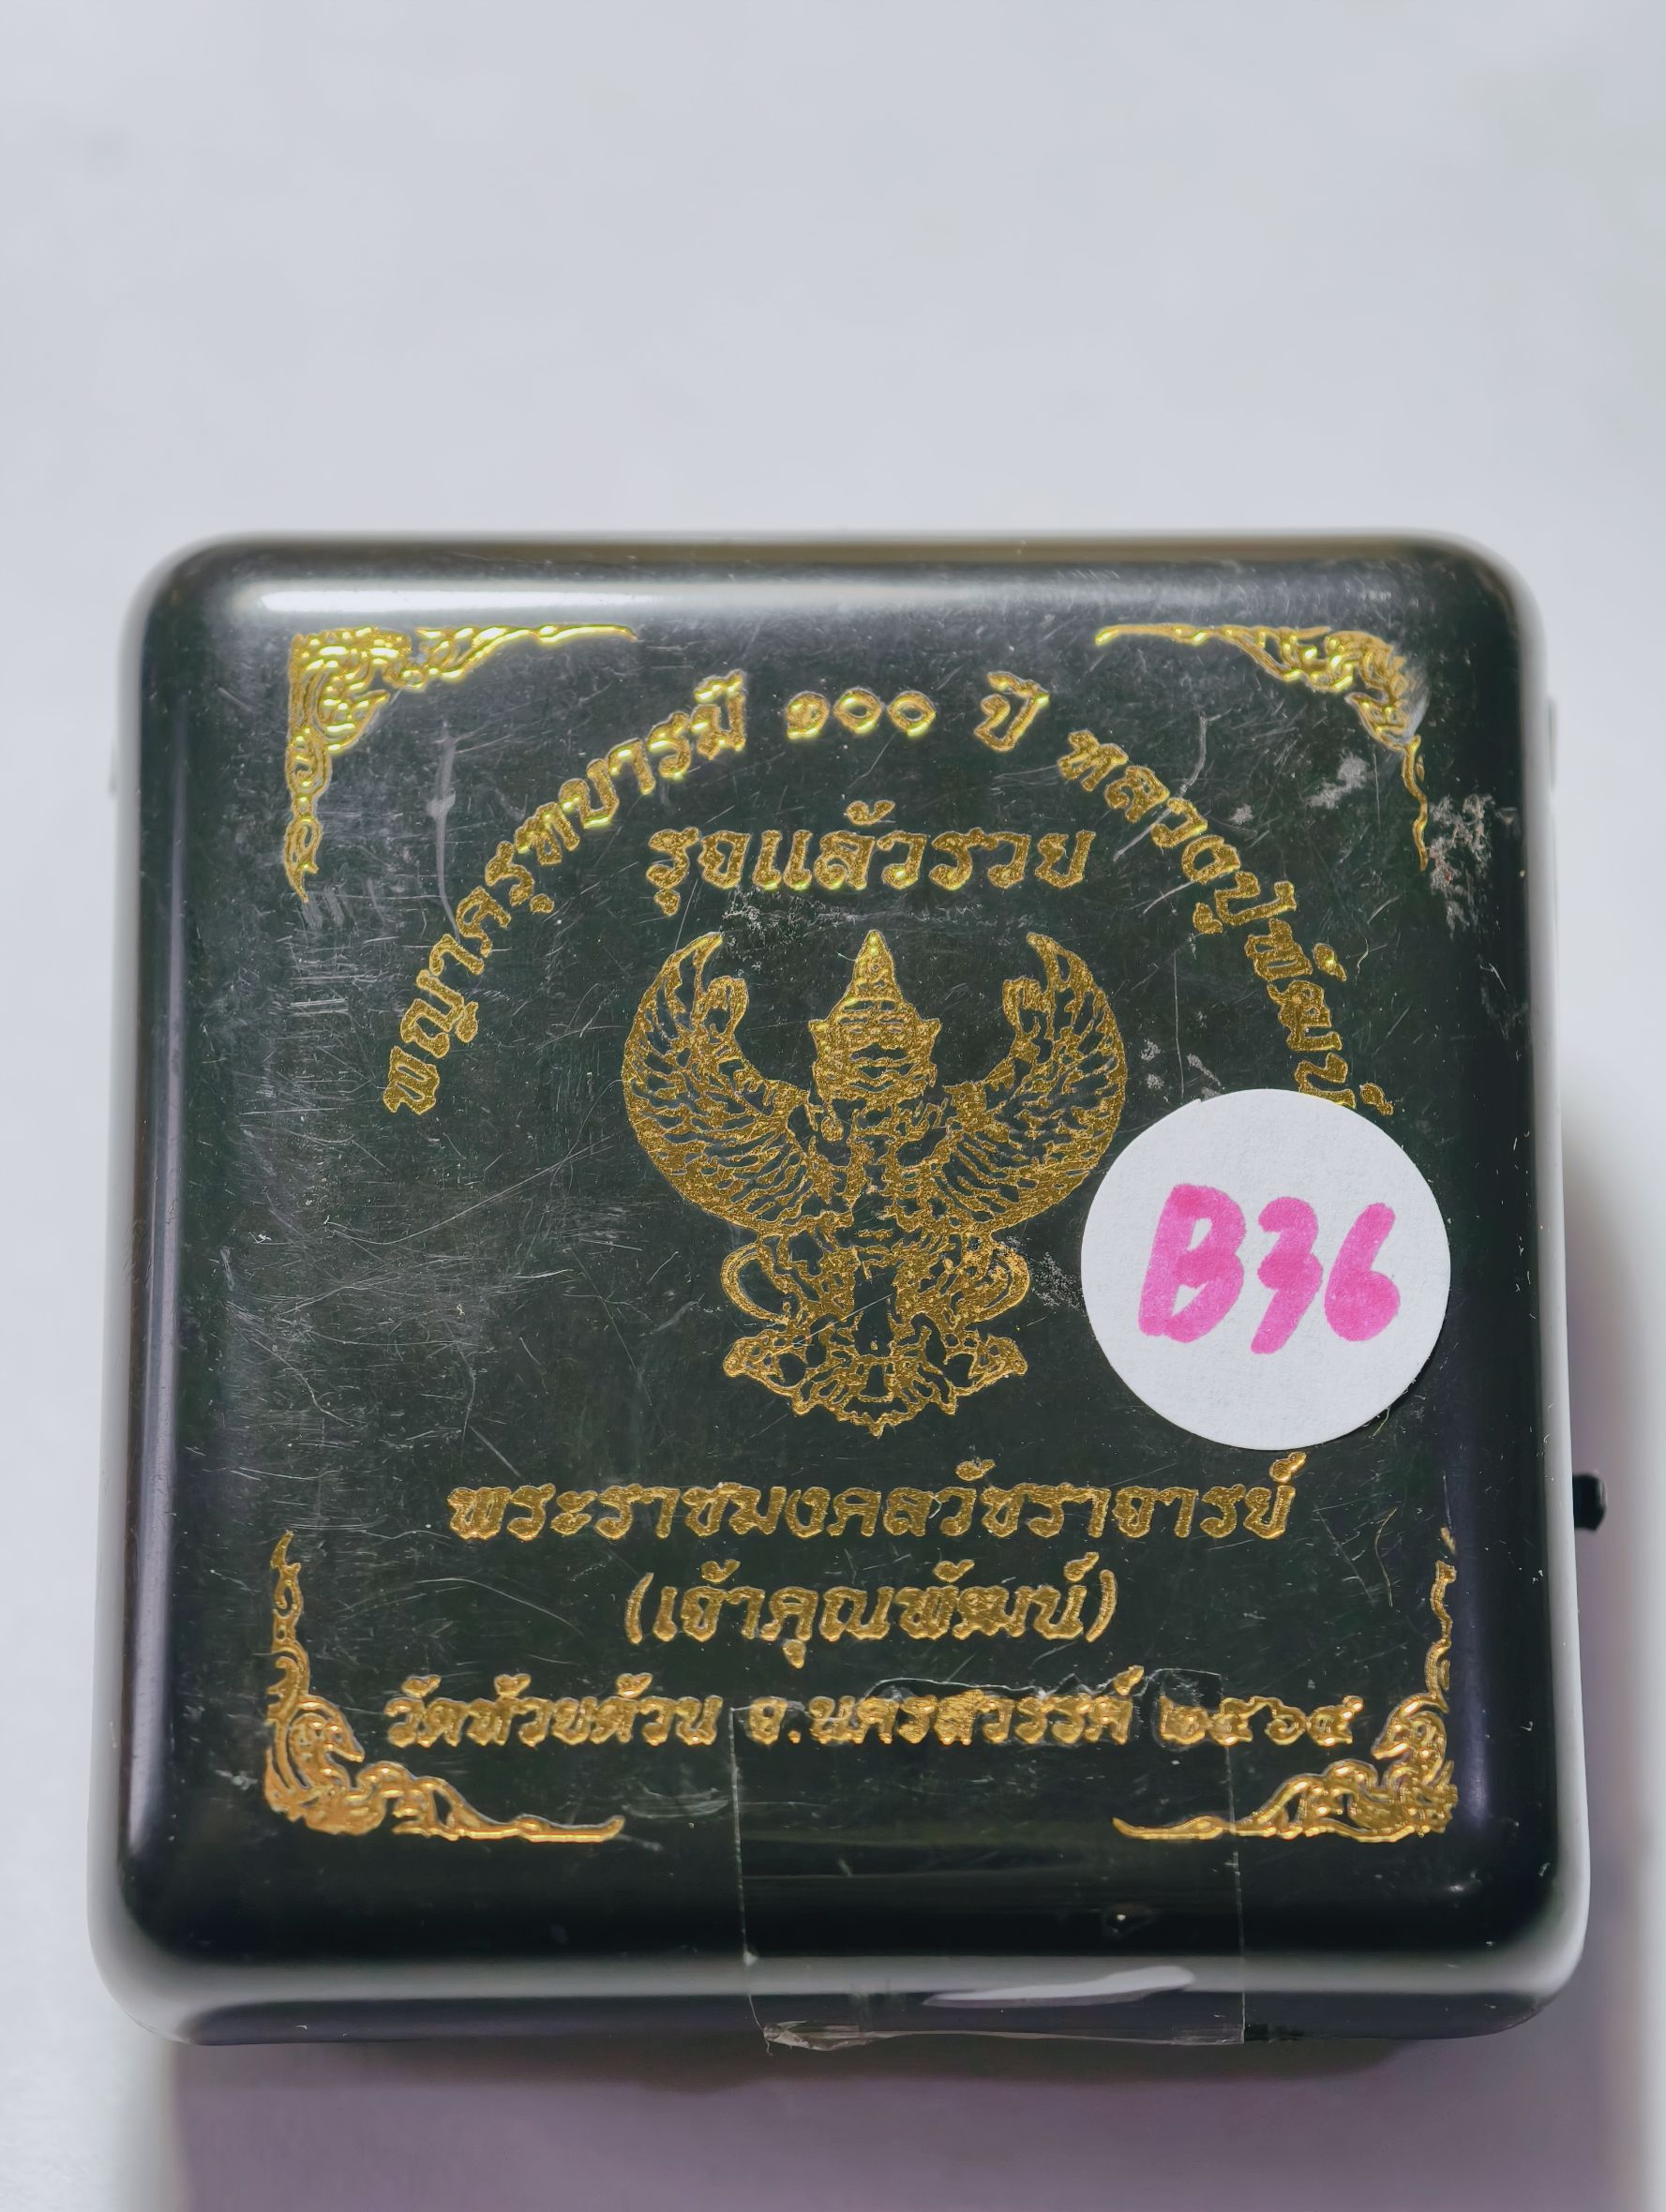 พญาครุฑบารมี ๑๐๐ ปี หลวงปู่พัฒน์
รุจแล้วรวย
B36
พระราชมงคลวัชราจารย์
(เจ้าคุณพัฒน์)
วัดห้วยด้วน จ.นครสวรรค์ ๒๕๖๔